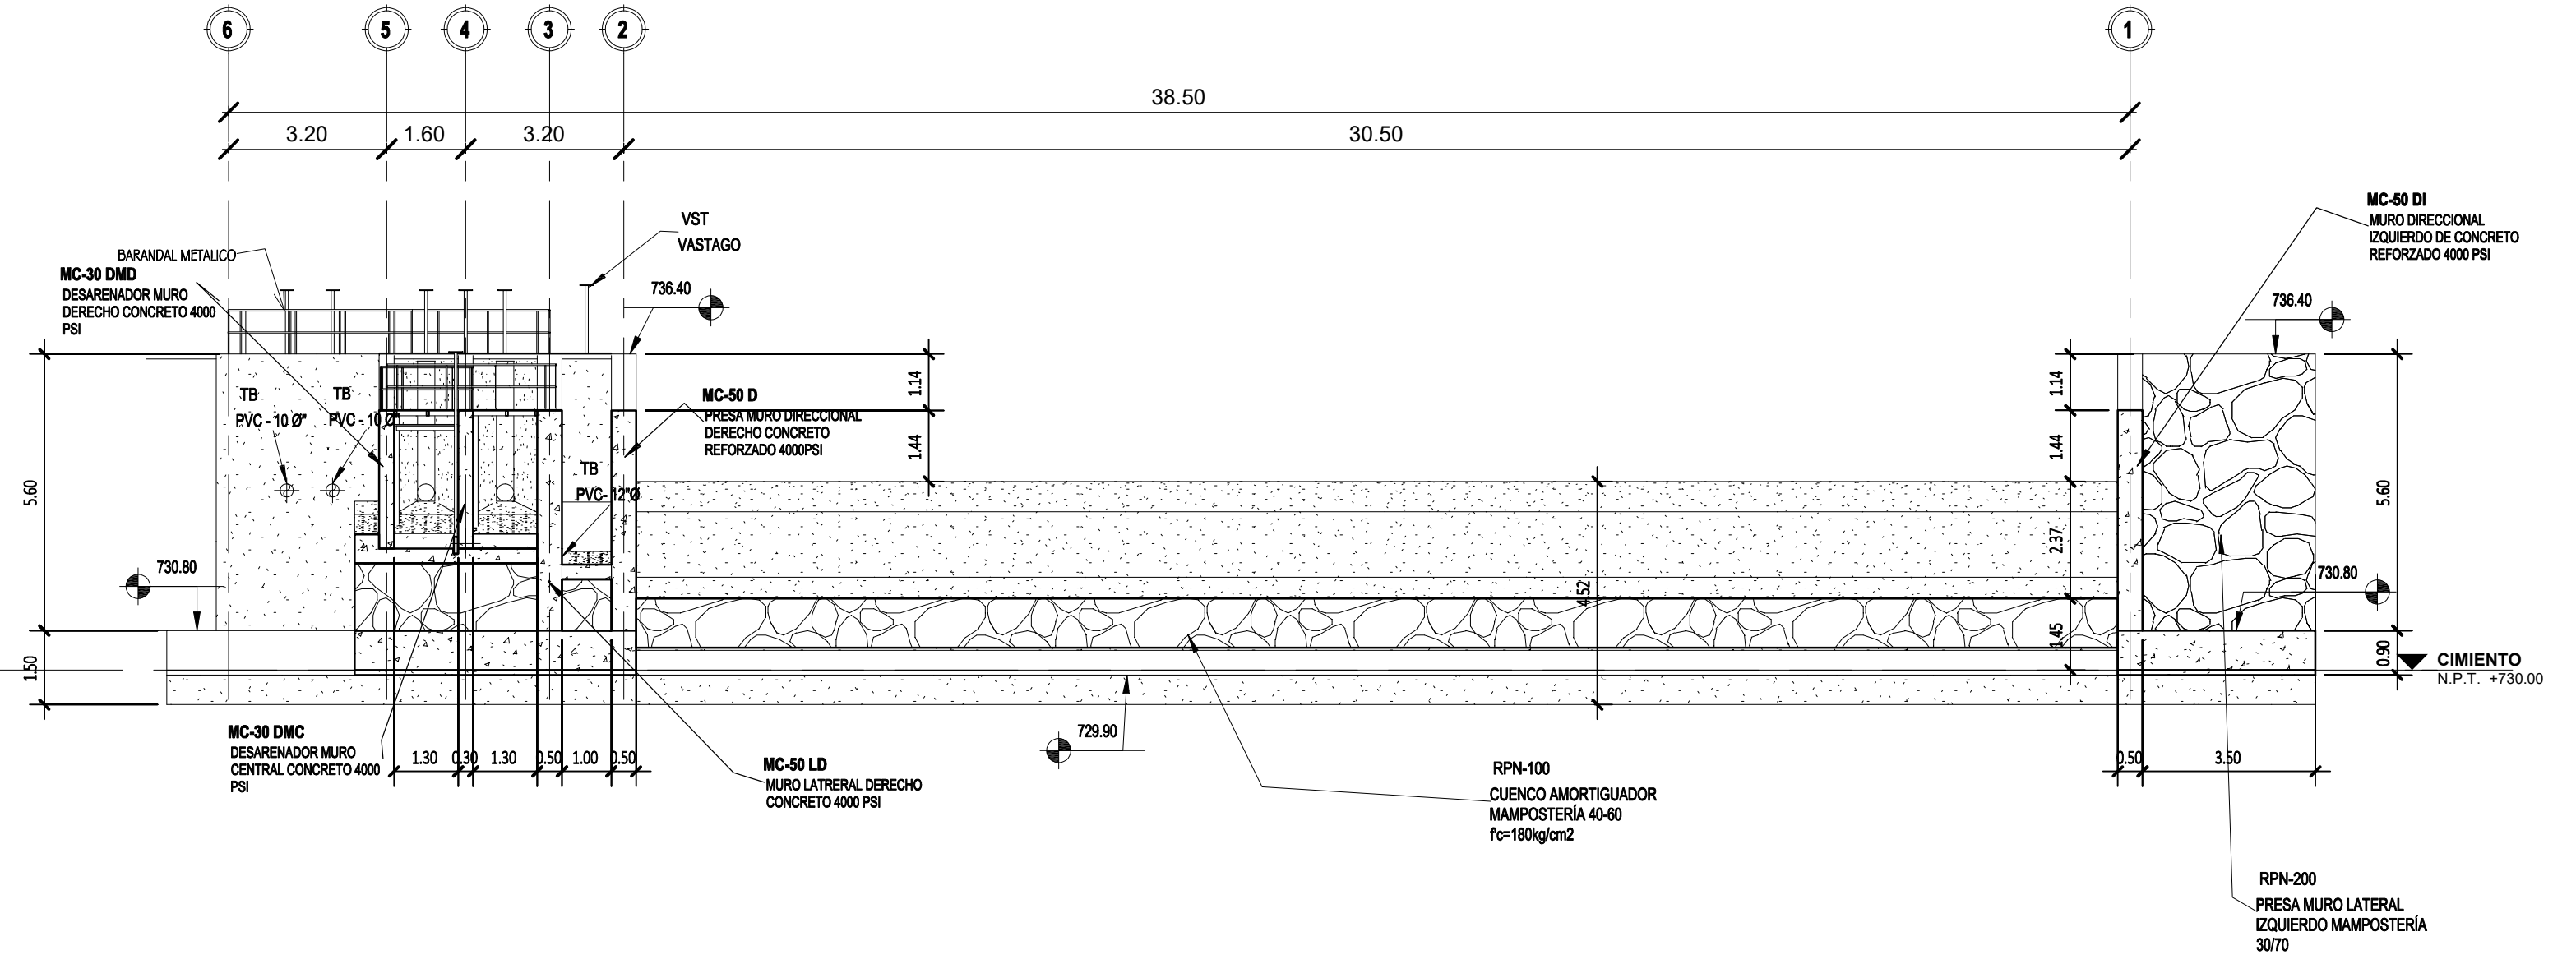 6 5 4 3 2 1
38.50
3.20 1.60 3.20 30.50
VST
VASTAGO
BARANDAL METALICO
MC-30 DMD
DESARENADOR MURO
DERECHO CONCRETO 4000
PSI
736.40
MC-50 DI
MURO DIRECCIONAL
IZQUIERDO DE CONCRETO
REFORZADO 4000 PSI
736.40
TB
PVC - 10 Ø"
TB
PVC - 10 Ø"
1.14
1.44
MC-50 D
PRESA MURO DIRECCIONAL
DERECHO CONCRETO
REFORZADO 4000PSI
TB
PVC- 12"Ø
1.14
1.44
2.37
1.45
4.52
5.60
1.50
730.80
5.60
0.90
730.80
CIMIENTO
N.P.T. +730.00
729.90
MC-30 DMC
DESARENADOR MURO
CENTRAL CONCRETO 4000
PSI
1.30 0.30 1.30 0.50 1.00 0.50
MC-50 LD
MURO LATRERAL DERECHO
CONCRETO 4000 PSI
RPN-100
CUENCO AMORTIGUADOR
MAMPOSTERÍA 40-60
f'c=180kg/cm2
0.50 3.50
RPN-200
PRESA MURO LATERAL
IZQUIERDO MAMPOSTERÍA
30/70